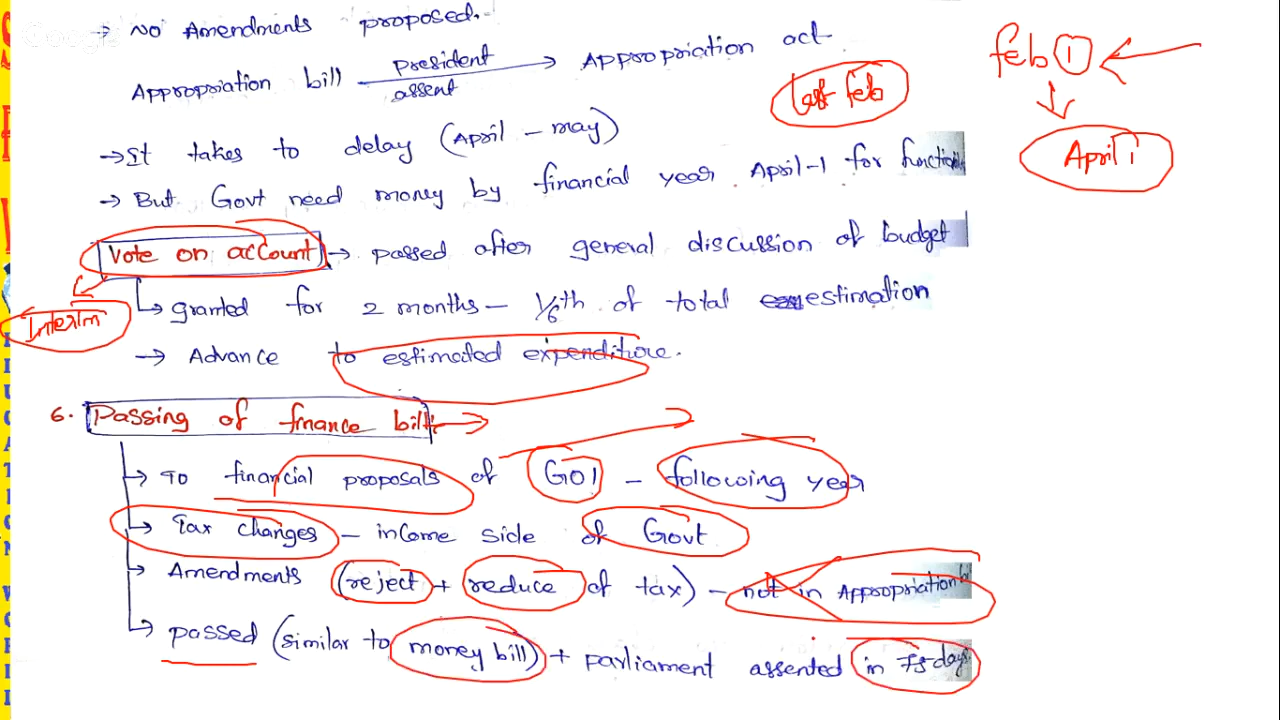 → No Amendments proposed.
Appropriation bill president assent → Appropriation act
last feb
feb 1
April 1
→ It takes to delay (April - may)
→ But Govt need money by financial year April-1 for function
Vote on account → passed after general discussion of budget
Interim
→ granted for 2 months - 1/6th of total estimation
→ Advance to estimated expenditure.
6. Passing of finance bill:
→ To financial proposals of GOI - following year
→ Tax changes - income side of Govt
→ Amendments (reject + reduce of tax) - not in Appropriation
→ passed (similar to money bill) + parliament assented in 75 days